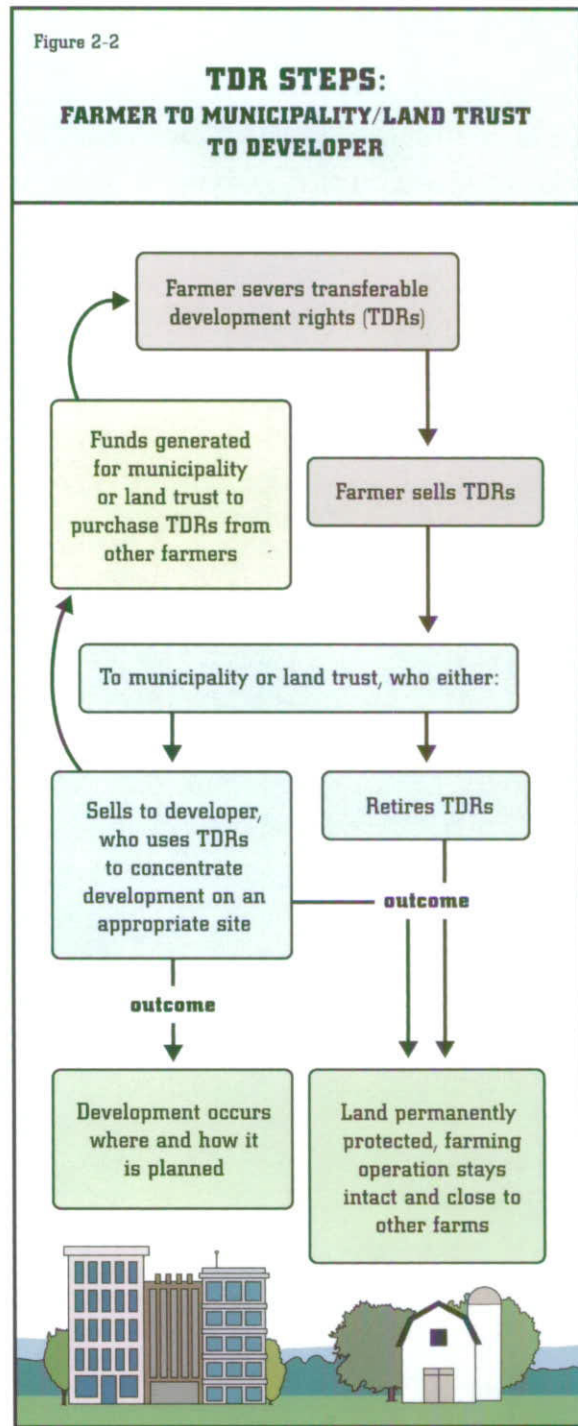 Figure 2-2
TDR STEPS:
FARMER TO MUNICIPALITY/LAND TRUST
TO DEVELOPER
Farmer severs transferable
development rights (TDRs)
Funds generated
for municipality
or land trust to
purchase TDRs from
other farmers
Farmer sells TDRs
To municipality or land trust, who either:
Sells to developer,
who uses TDRs
to concentrate
development on an
appropriate site
Retires TDRs
outcome
outcome
Development occurs
where and how it
is planned
Land permanently
protected, farming
operation stays
intact and close to
other farms